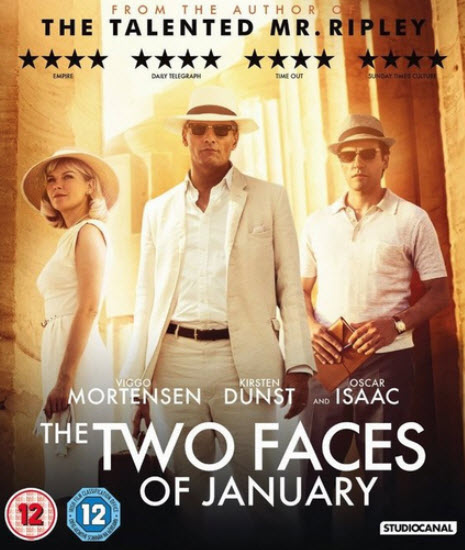 FROM THE AUTHOR OF
THE TALENTED MR. RIPLEY
★★★★ ★★★★ ★★★★ ★★★★
EMPIRE DAILY TELEGRAPH TIME OUT SUNDAY TIMES CULTURE
VIGGO MORTENSEN KIRSTEN DUNST AND OSCAR ISAAC
THE TWO FACES
OF JANUARY
12 12 STUDIOCANAL